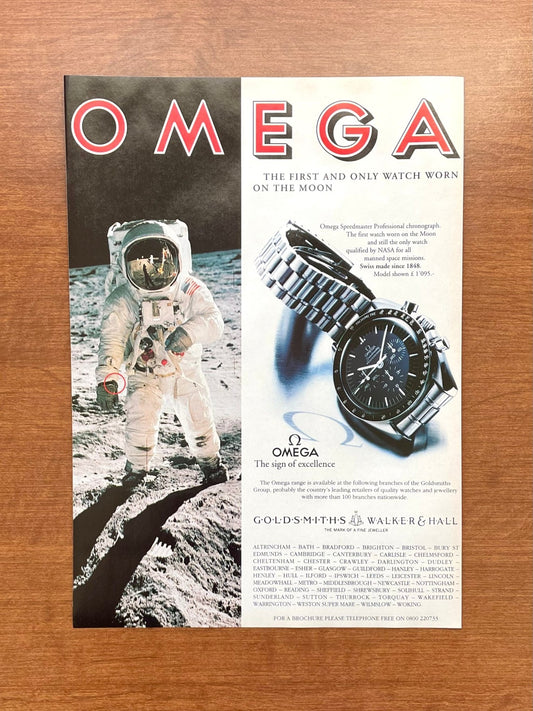 OMEGA
THE FIRST AND ONLY WATCH WORN
ON THE MOON
Omega Speedmaster Professional chronograph.
The first watch worn on the Moon
and still the only watch
qualified by NASA for all
manned space missions.
Swiss made since 1848.
Model shown £ 1'095.-
Ω
OMEGA
The sign of excellence
The Omega range is available at the following branches of the Goldsmiths
Group, probably the country's leading retailers of quality watches and jewellery
with more than 100 branches nationwide
GOLDSMITHS WALKER & HALL
THE MARK OF A FINE JEWELLER
ALTRINCHAM – BATH – BRADFORD – BRIGHTON – BRISTOL – BURY ST
EDMUNDS – CAMBRIDGE – CANTERBURY – CARLISLE – CHELMSFORD –
CHELTENHAM – CHESTER – CRAWLEY – DARLINGTON – DUDLEY –
EASTBOURNE – ESHER – GLASGOW – GUILDFORD – HANLEY – HARROGATE
HENLEY – HULL – ILFORD – IPSWICH – LEEDS – LEICESTER – LINCOLN –
MEADOWHALL – METRO – MIDDLESBROUGH – NEWCASTLE – NOTTINGHAM –
OXFORD – READING – SHEFFIELD – SHREWSBURY – SOLIHULL – STRAND –
SUNDERLAND – SUTTON – THURROCK – TORQUAY – WAKEFIELD –
WARRINGTON – WESTON SUPER MARE – WILMSLOW – WOKING
FOR A BROCHURE PLEASE TELEPHONE FREE ON 0800 220733